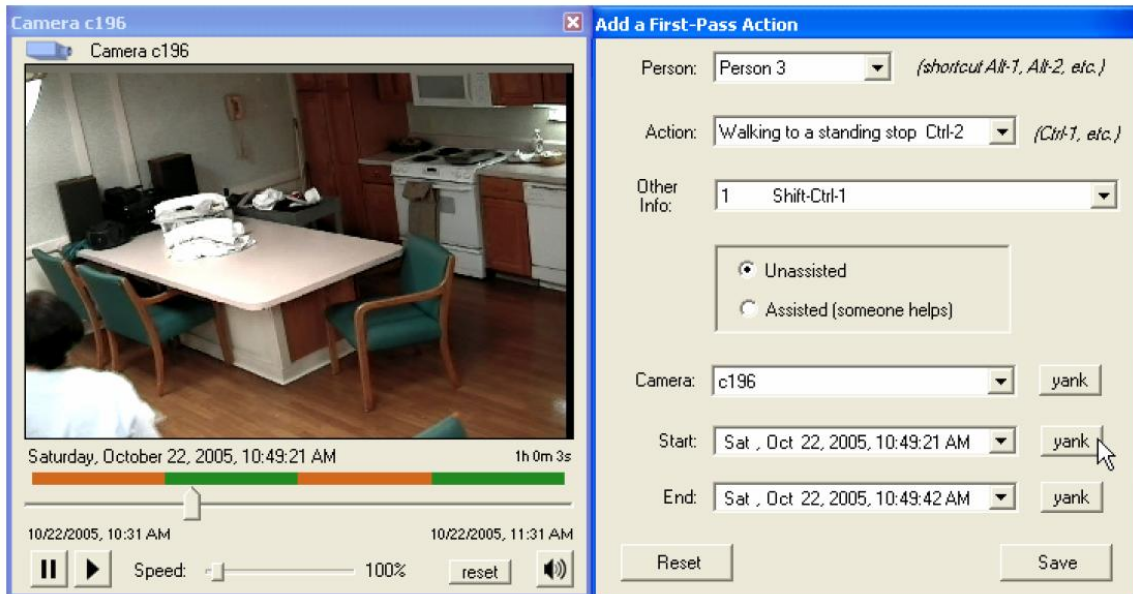 Camera c196
Camera c196
Saturday, October 22, 2005, 10:49:21 AM 1h 0m 3s
10/22/2005, 10:31 AM 10/22/2005, 11:31 AM
Speed: 100% reset
Add a First-Pass Action
Person: Person 3 (shortcut Alt-1, Alt-2, etc.)
Action: Walking to a standing stop Ctrl-2 (Ctrl-1, etc.)
Other
Info: 1 Shift-Ctrl-1
Unassisted
Assisted (someone helps)
Camera: c196 yank
Start: Sat , Oct 22, 2005, 10:49:21 AM yank
End: Sat , Oct 22, 2005, 10:49:42 AM yank
Reset Save